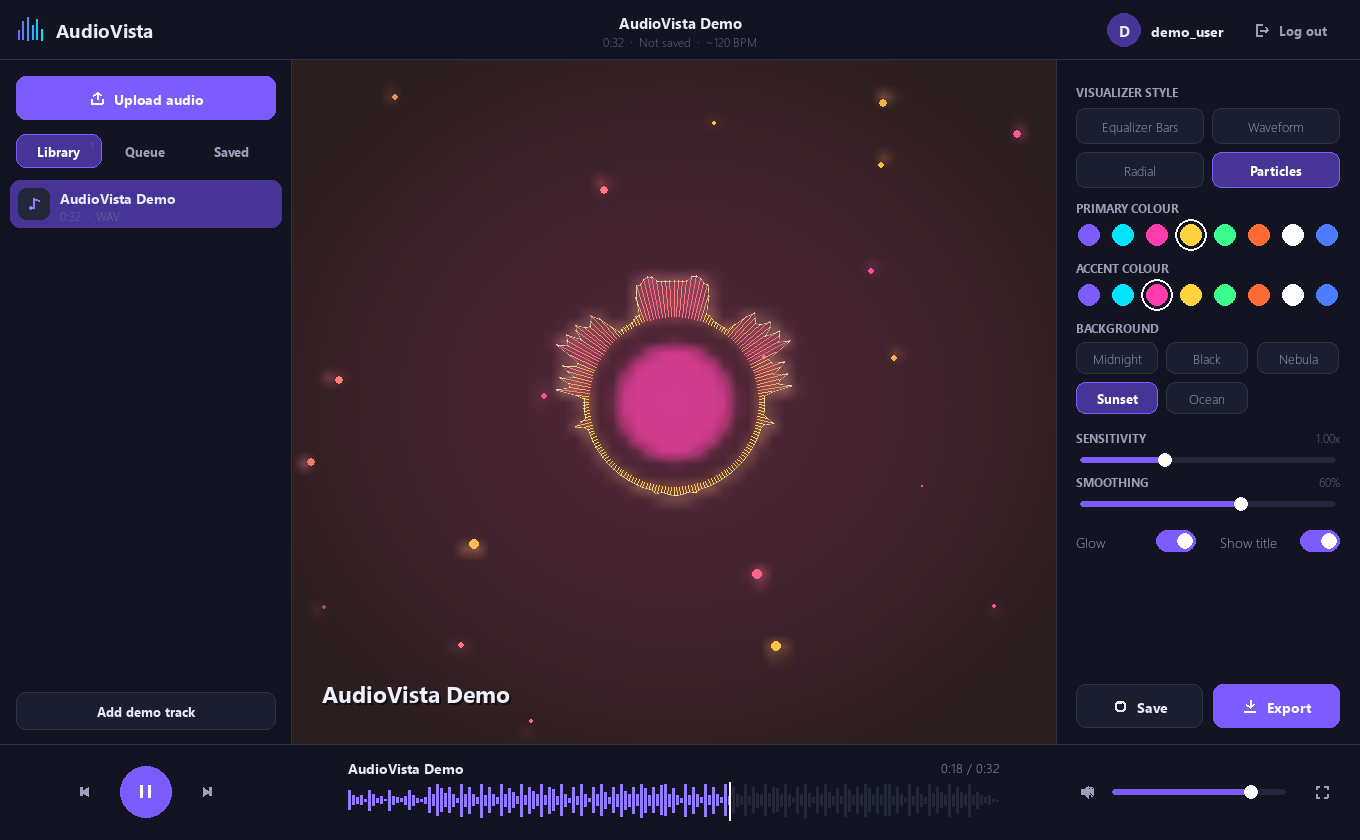 AudioVista
AudioVista Demo
0:32 · Not saved · ~120 BPM
D
demo_user
Log out
Upload audio
Library 1
Queue
Saved
AudioVista Demo
0:32 · WAV
Add demo track
AudioVista Demo
VISUALIZER STYLE
Equalizer Bars
Waveform
Radial
Particles
PRIMARY COLOUR
ACCENT COLOUR
BACKGROUND
Midnight
Black
Nebula
Sunset
Ocean
SENSITIVITY
1.00x
SMOOTHING
60%
Glow
Show title
Save
Export
AudioVista Demo
0:18 / 0:32